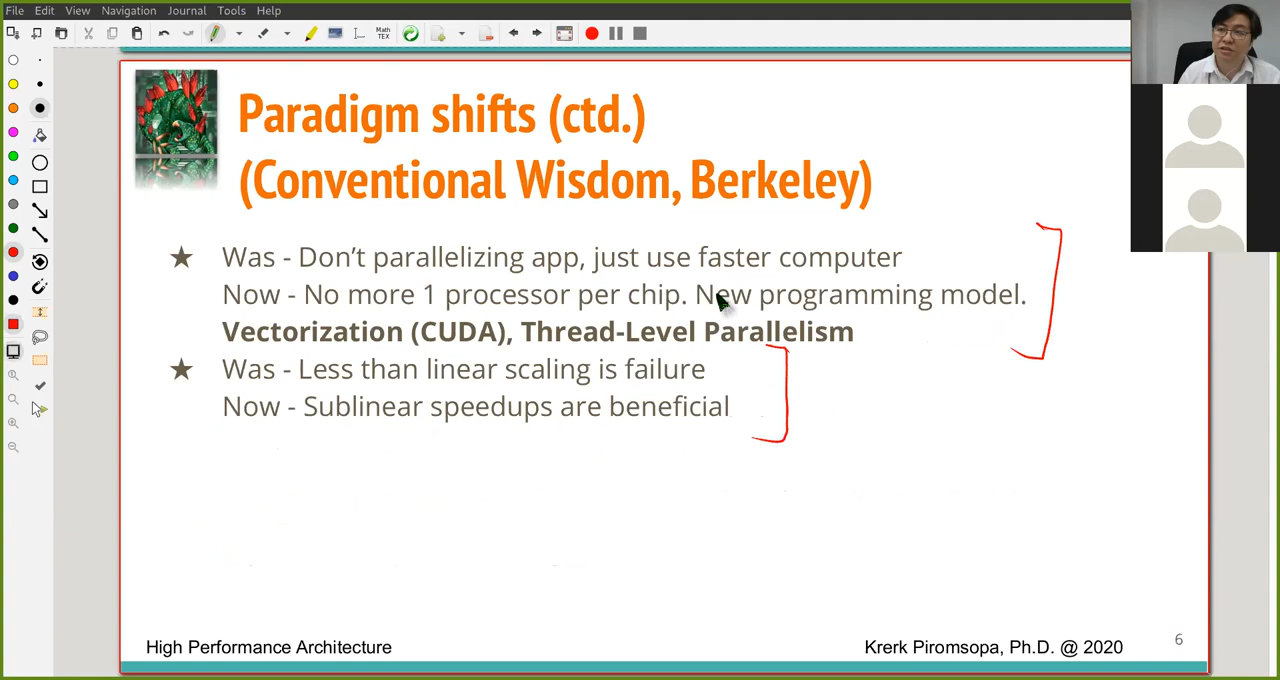 File Edit View Navigation Journal Tools Help
Math
TEX
Paradigm shifts (ctd.)
(Conventional Wisdom, Berkeley)
★ Was - Don't parallelizing app, just use faster computer
Now - No more 1 processor per chip. New programming model.
Vectorization (CUDA), Thread-Level Parallelism
★ Was - Less than linear scaling is failure
Now - Sublinear speedups are beneficial
High Performance Architecture
Krerk Piromsopa, Ph.D. @ 2020
6